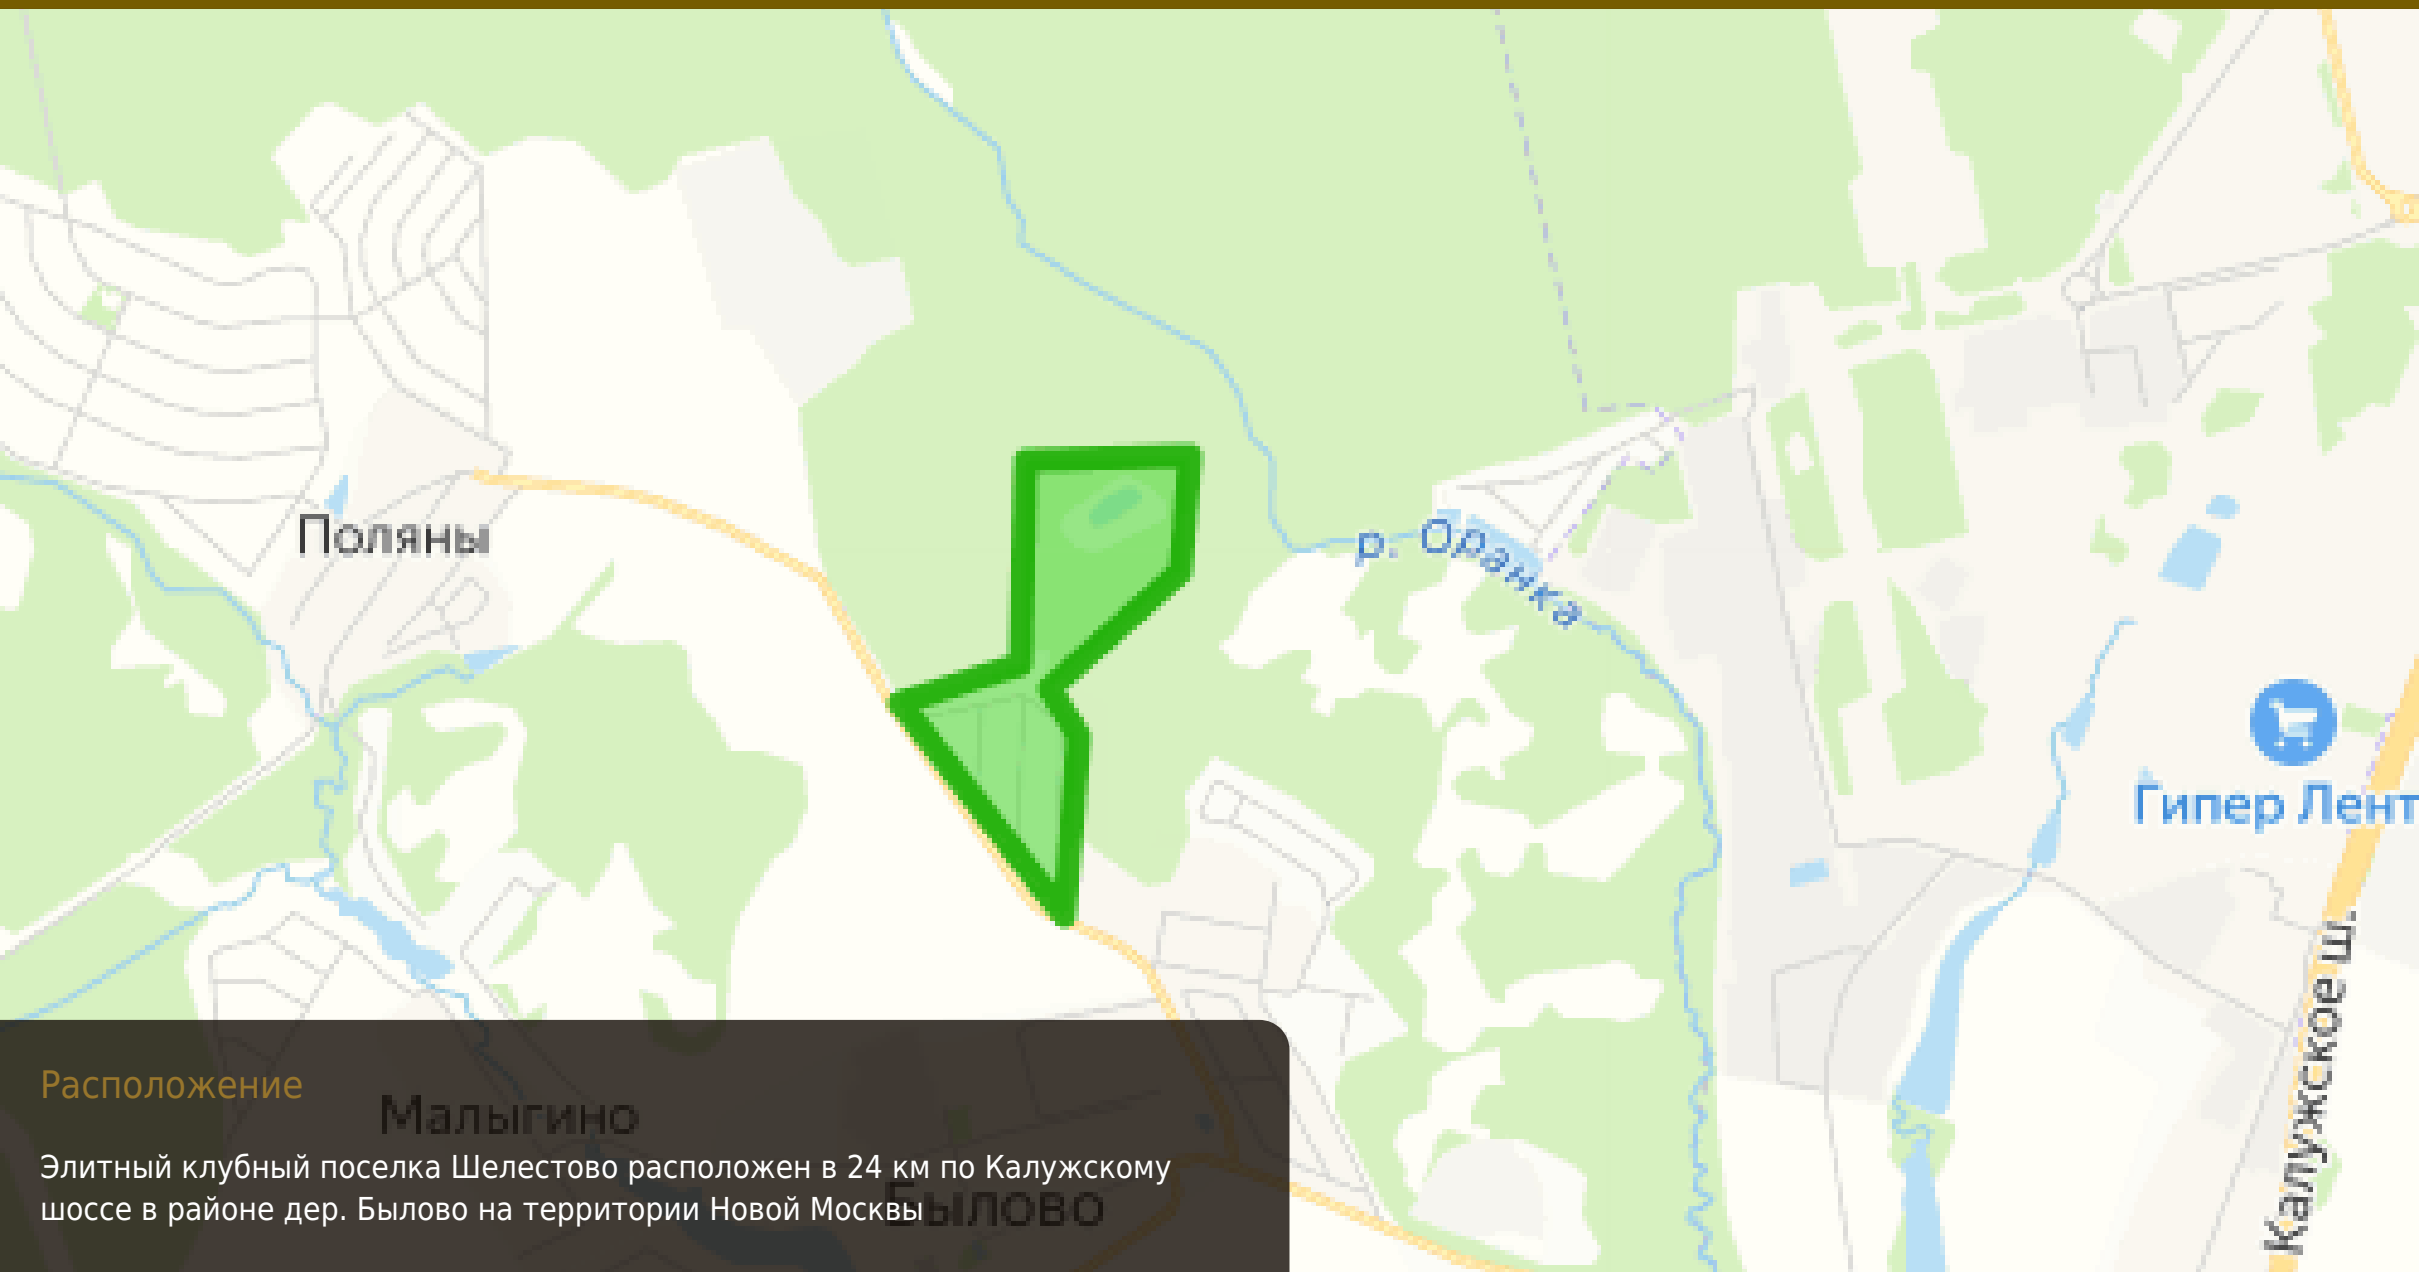 Поляны
р. Оранка
Гипер Лент
Калужское ш.
Расположение
Малыгино
Элитный клубный поселка Шелестово расположен в 24 км по Калужскому
шоссе в районе дер. Былово на территории Новой Москвы
Былово